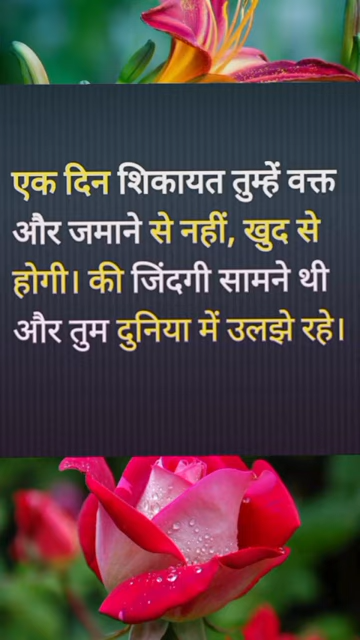 एक दिन शिकायत तुम्हें वक्त
और जमाने से नहीं, खुद से
होगी। की जिंदगी सामने थी
और तुम दुनिया में उलझे रहे।